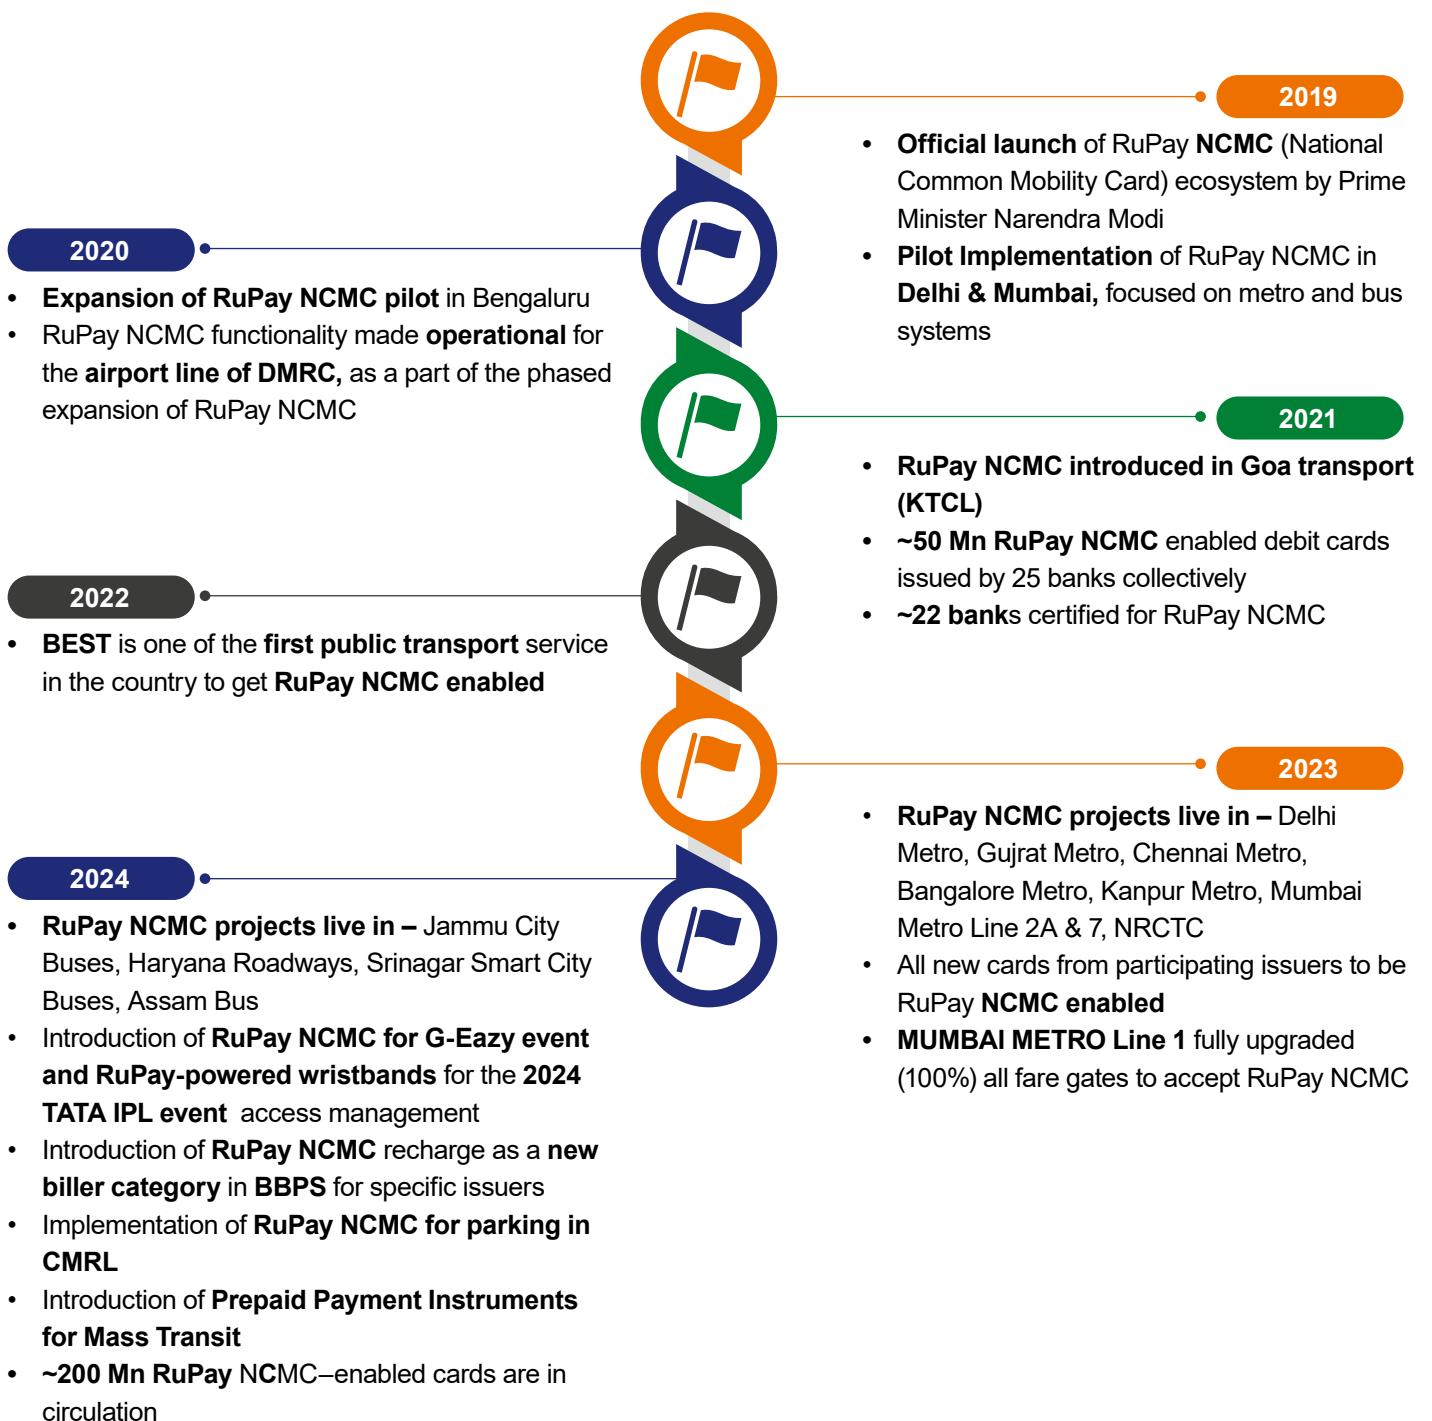 2019
• Official launch of RuPay NCMC (National
Common Mobility Card) ecosystem by Prime
Minister Narendra Modi
• Pilot Implementation of RuPay NCMC in
Delhi & Mumbai, focused on metro and bus
systems
2020
• Expansion of RuPay NCMC pilot in Bengaluru
• RuPay NCMC functionality made operational for
the airport line of DMRC, as a part of the phased
expansion of RuPay NCMC
2021
• RuPay NCMC introduced in Goa transport
(KTCL)
• ~50 Mn RuPay NCMC enabled debit cards
issued by 25 banks collectively
• ~22 banks certified for RuPay NCMC
2022
• BEST is one of the first public transport service
in the country to get RuPay NCMC enabled
2023
• RuPay NCMC projects live in – Delhi
Metro, Gujrat Metro, Chennai Metro,
Bangalore Metro, Kanpur Metro, Mumbai
Metro Line 2A & 7, NRCTC
• All new cards from participating issuers to be
RuPay NCMC enabled
• MUMBAI METRO Line 1 fully upgraded
(100%) all fare gates to accept RuPay NCMC
2024
• RuPay NCMC projects live in – Jammu City
Buses, Haryana Roadways, Srinagar Smart City
Buses, Assam Bus
• Introduction of RuPay NCMC for G-Eazy event
and RuPay-powered wristbands for the 2024
TATA IPL event access management
• Introduction of RuPay NCMC recharge as a new
biller category in BBPS for specific issuers
• Implementation of RuPay NCMC for parking in
CMRL
• Introduction of Prepaid Payment Instruments
for Mass Transit
• ~200 Mn RuPay NCMC–enabled cards are in
circulation